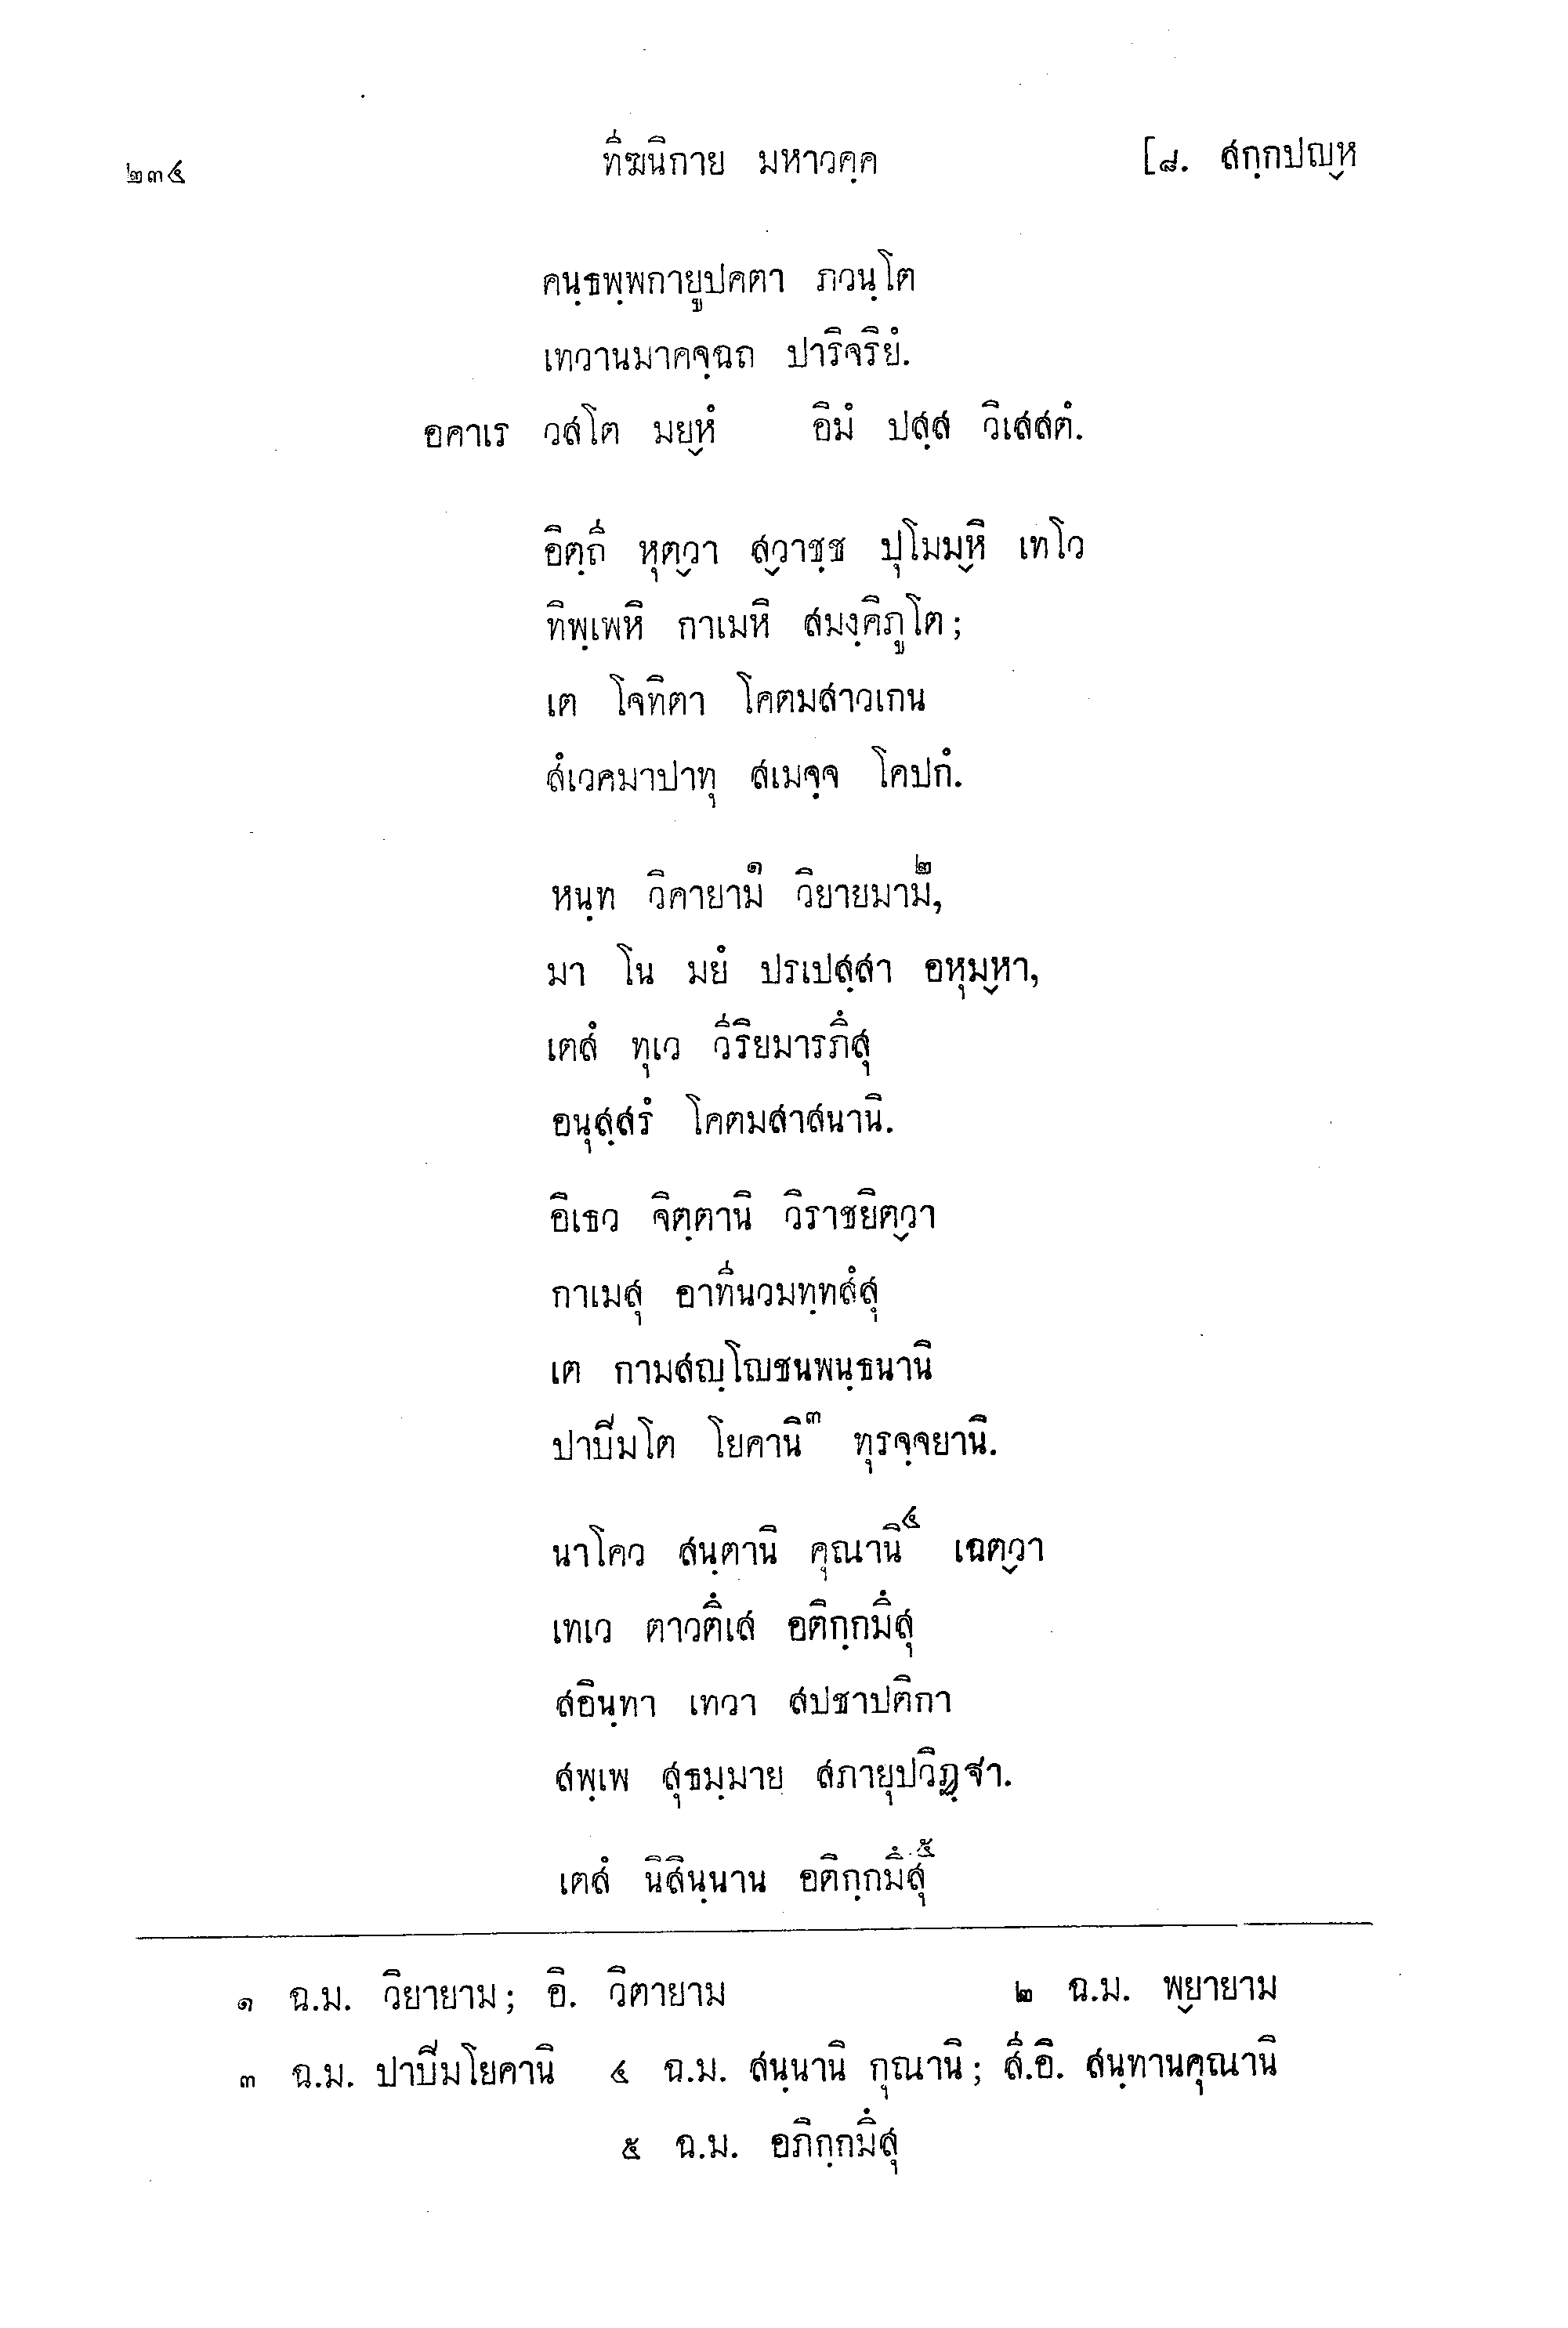 ๒๓๔ ทีฆนิกาย มหาวคฺค [๘. สกฺกปญฺห
คนฺธพฺพกายูปคตา ภวนฺโต
เทวานมาคจฺฉถ ปาริจริยํ.
อคาเร วสโต มยฺหํ อิมํ ปสฺส วิเสสตํ.
อิตฺถี หุตฺวา สฺวาชฺช ปุโมมฺหิ เทโว
ทิพฺเพหิ กาเมหิ สมงฺคิภูโต;
เต โจทิตา โคตมสาวเกน
สํเวคมาปาทุ สเมจฺจ โคปกํ.
หนฺท วิคายามํ๑ วิยายมามํ๒,
มา โน มยํ ปรเปสฺสา อหุมฺหา,
เตสํ ทุเว วีริยมารภึสุ
อนุสฺสรํ โคตมสาสนานิ.
อิเธว จิตฺตานิ วิราชยิตฺวา
กาเมสุ อาทีนวมทฺทสํสุ
เต กามสญฺโญชนพนฺธนานิ
ปาปีมโต โยคานิ๓ ทุรจฺจยานิ.
นาโคว สนฺตานิ คุณานิ๔ เฉตฺวา
เทเว ตาวตึเส อติกฺกมึสุ
สอินฺทา เทวา สปชาปติกา
สพฺเพ สุธมฺมาย สภายุปวิฏฺฐา.
เตสํ นิสินฺนาน อติกฺกมึสุ๕
๑ ฉ.ม. วิยายาม; อิ. วิตายาม ๒ ฉ.ม. พฺยายาม
๓ ฉ.ม. ปาปีมโยคานิ ๔ ฉ.ม. สนฺนานิ กุณานิ; สี.อิ. สนฺทานคุณานิ
๕ ฉ.ม. อภิกฺกมึสุ